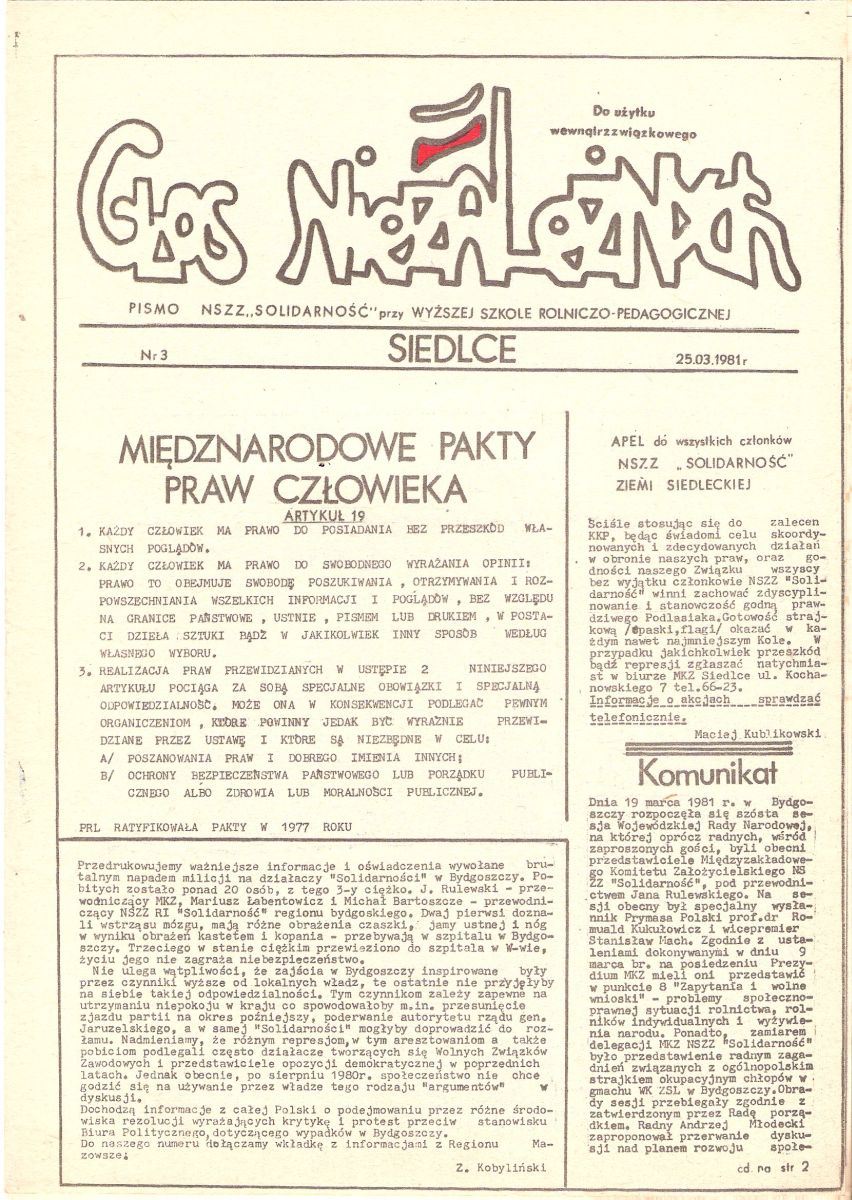 Do użytku
wewnątrzzwiązkowego
Głos Niezależnych
PISMO NSZZ „SOLIDARNOŚĆ" przy WYŻSZEJ SZKOLE ROLNICZO-PEDAGOGICZNEJ
Nr 3
SIEDLCE
25.03.1981 r
MIĘDZNARODOWE PAKTY
PRAW CZŁOWIEKA
ARTYKUŁ 19
1. KAŻDY CZŁOWIEK MA PRAWO DO POSIADANIA BEZ PRZESZKÓD WŁA-
SNYCH POGLĄDÓW.
2. KAŻDY CZŁOWIEK MA PRAWO DO SWOBODNEGO WYRAŻANIA OPINII:
PRAWO TO OBEJMUJE SWOBODĘ POSZUKIWANIA , OTRZYMYWANIA I ROZ-
POWSZECHNIANIA WSZELKICH INFORMACJI I POGLĄDÓW , BEZ WZGLĘDU
NA GRANICE PAŃSTWOWE , USTNIE , PISMEM LUB DRUKIEM , W POSTA-
CI DZIEŁA SZTUKI BĄDŹ W JAKIKOLWIEK INNY SPOSÓB WEDŁUG
WŁASNEGO WYBORU.
3. REALIZACJA PRAW PRZEWIDZIANYCH W USTĘPIE 2 NINIEJSZEGO
ARTYKUŁU POCIĄGA ZA SOBĄ SPECJALNE OBOWIĄZKI I SPECJALNĄ
ODPOWIEDZIALNOŚĆ. MOŻE ONA W KONSEKWENCJI PODLEGAĆ PEWNYM
ORGANICZENIOM , KTÓRE POWINNY JEDAK BYĆ WYRAŹNIE PRZEWI-
DZIANE PRZEZ USTAWĘ I KTÓRE SĄ NIEZBĘDNE W CELU:
A/ POSZANOWANIA PRAW I DOBREGO IMIENIA INNYCH;
B/ OCHRONY BEZPIECZEŃSTWA PAŃSTWOWEGO LUB PORZĄDKU PUBLI-
CZNEGO ALBO ZDROWIA LUB MORALNOŚCI PUBLICZNEJ.
PRL RATYFIKOWAŁA PAKTY W 1977 ROKU
Przedrukowujemy ważniejsze informacje i oświadczenia wywołane bru-
talnym napadem milicji na działaczy "Solidarności" w Bydgoszczy. Po-
bitych zostało ponad 20 osób, z tego 3-y ciężko. J. Rulewski - prze-
wodniczący MKZ, Mariusz Łabentowicz i Michał Bartoszcze - przewodni-
czący NSZZ RI "Solidarność" regionu bydgoskiego. Dwaj pierwsi dozna-
li wstrząsu mózgu, mają różne obrażenia czaszki, jamy ustnej i nóg
w wyniku obrażeń kastetem i kopania - przebywają w szpitalu w Bydgo-
szczy. Trzeciego w stanie ciężkim przewieziono do szpitala w W-wie,
życiu jego nie zagraża niebezpieczeństwo.
Nie ulega wątpliwości, że zajścia w Bydgoszczy inspirowane były
przez czynniki wyższe od lokalnych władz, te ostatnie nie przyjęłyby
na siebie takiej odpowiedzialności. Tym czynnikom zależy zapewne na
utrzymaniu niepokoju w kraju co spowodowałoby m.in. przesunięcie
zjazdu partii na okres poźniejszy, poderwanie autorytetu rządu gen.
Jaruzelskiego, a w samej "Solidarności" mogłyby doprowadzić do roz-
łamu. Nadmieniamy, że różnym represjom,w tym aresztowaniom a także
pobiciom podlegali często działacze tworzących się Wolnych Związków
Zawodowych i przedstawiciele opozycji demokratycznej w poprzednich
latach. Jednak obecnie, po sierpniu 1980r. społeczeństwo nie chce
godzić się na używanie przez władze tego rodzaju "argumentów" w
dyskusji.
Dochodzą informacje z całej Polski o podejmowaniu przez różne środo-
wiska rezolucji wyrażających krytykę i protest przeciw stanowisku
Biura Politycznego,dotyczącego wypadków w Bydgoszczy.
Do naszego numeru dołączamy wkładkę z informacjami z Regionu Ma-
zowsze.
Z. Kobyliński
APEL do wszystkich członków
NSZZ „SOLIDARNOŚĆ"
ZIEMI SIEDLECKIEJ
Ściśle stosując się do zaleceń
KKP, będąc świadomi celu skoordy-
nowanych i zdecydowanych działań
w obronie naszych praw, oraz go-
dności naszego Związku wszyscy
bez wyjątku członkowie NSZZ "Soli-
darność" winni zachować zdyscypli-
nowanie i stanowczość godną praw-
dziwego Podlasiaka.Gotowość straj-
kową /opaski,flagi/ okazać w ka-
żdym nawet najmniejszym Kole. W
przypadku jakichkolwiek przeszkód
bądź represji zgłaszać natychmia-
st w biurze MKZ Siedlce ul. Kocha-
nowskiego 7 tel.66-23.
Informacje o akcjach sprawdzać
telefonicznie.
Maciej Kublikowski
Komunikat
Dnia 19 marca 1981 r. w Bydgo-
szczy rozpoczęła się szósta se-
sja Wojewódzkiej Rady Narodowej,
na której oprócz radnych, wśród
zaproszonych gości, byli obecni
przedstawiciele Międzyzakładowe-
go Komitetu Założycielskiego NS
ZZ "Solidarność", pod przewodni-
ctwem Jana Rulewskiego. Na se-
sji obecny był specjalny wysła-
nnik Prymasa Polski prof.dr Ro-
muald Kukułowicz i wicepremier
Stanisław Mach. Zgodnie z usta-
leniami dokonywanymi w dniu 9
marca br. na posiedzeniu Prezy-
dium MKZ mieli oni przedstawić
w punkcie 8 "Zapytania i wolne
wnioski" - problemy społeczno-
prawnej sytuacji rolnictwa, rol-
ników indywidualnych i wyżywie-
nia narodu. Ponadto, zamiarem
delegacji MKZ NSZZ "Solidarność"
było przedstawienie radnym zaga-
dnień związanych z ogólnopolskim
strajkiem okupacyjnym chłopów w
gmachu WK ZSL w Bydgoszczy.Obra-
dy sesji przebiegały zgodnie z
zatwierdzonym przez Radę porzą-
dkiem. Radny Andrzej Młodecki
zaproponował przerwanie dysku-
sji nad planem rozwoju społe-
cd. na str 2